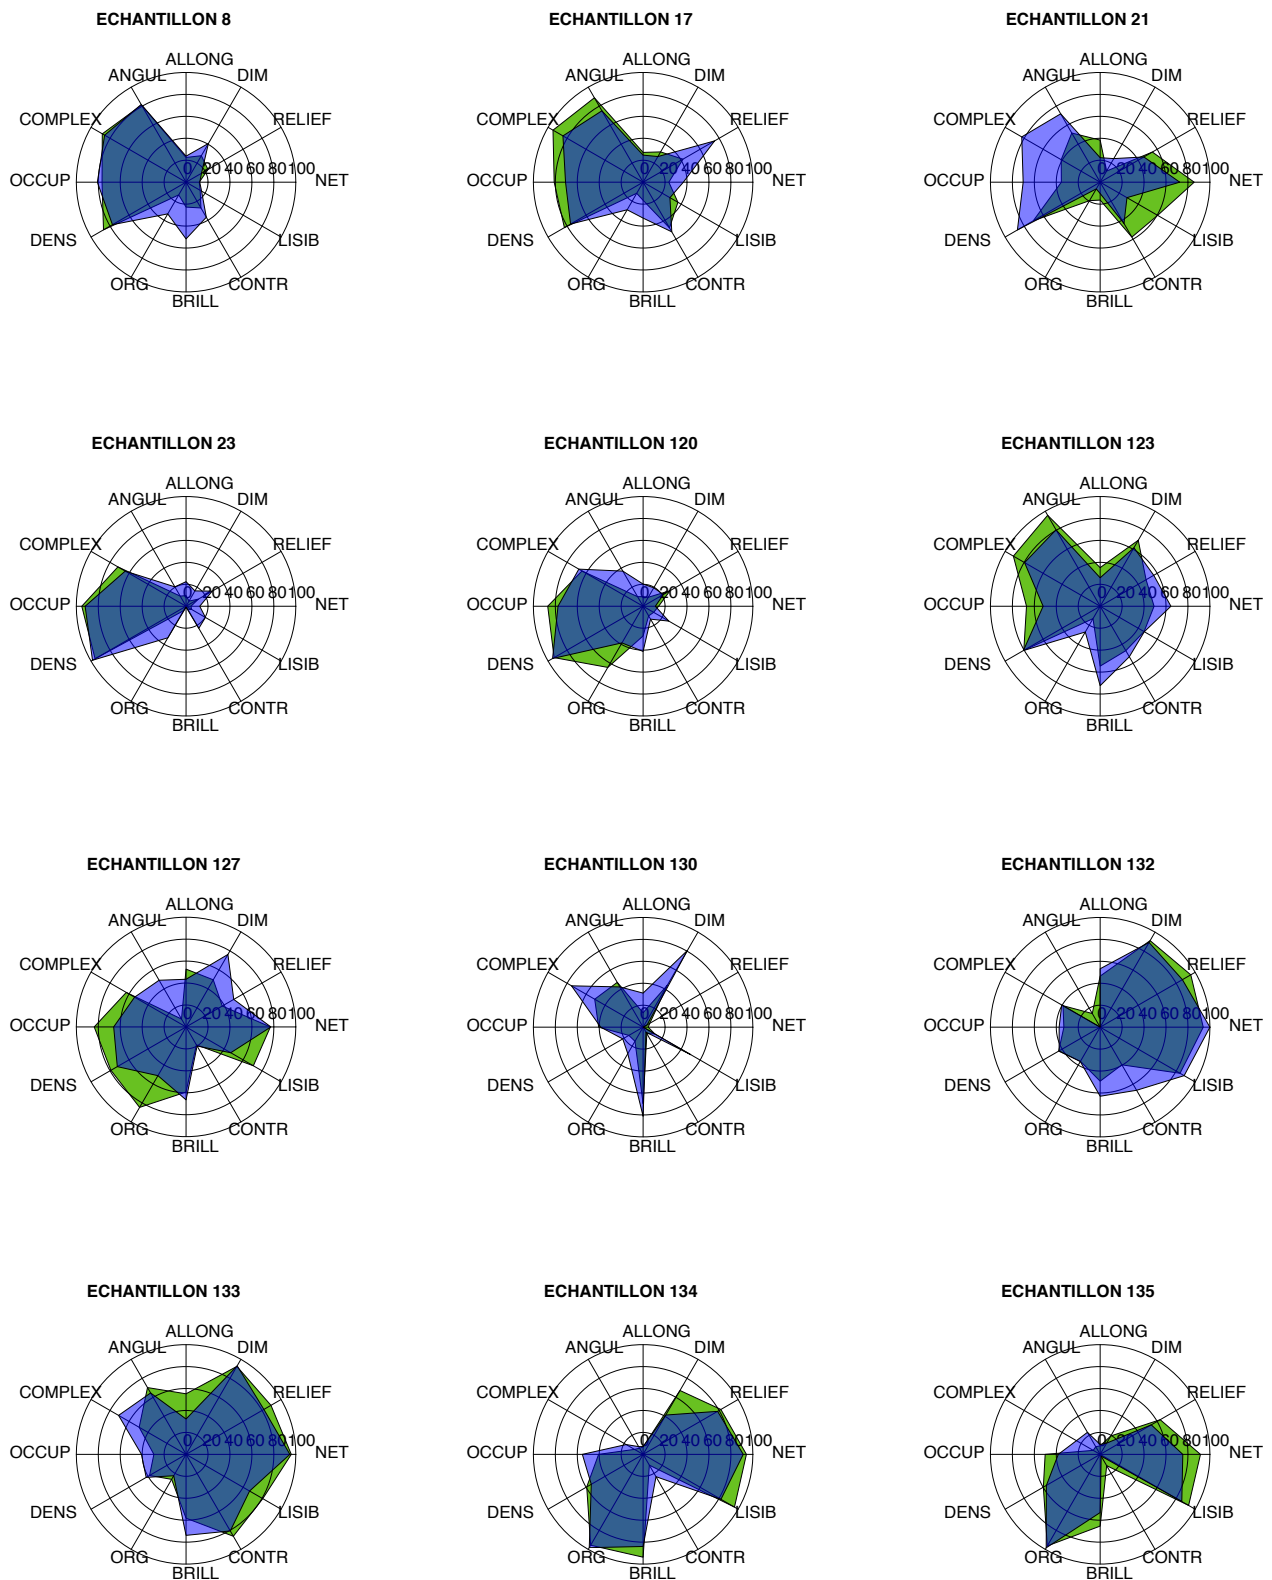 ECHANTILLON 8
ALLONG
ANGUL DIM
COMPLEX RELIEF
OCCUP 0 20 40 60 80 100 NET
DENS LISIB
ORG CONTR
BRILL
ECHANTILLON 17
ALLONG
ANGUL DIM
COMPLEX RELIEF
OCCUP 0 20 40 60 80 100 NET
DENS LISIB
ORG CONTR
BRILL
ECHANTILLON 21
ALLONG
ANGUL DIM
COMPLEX RELIEF
OCCUP 0 20 40 60 80 100 NET
DENS LISIB
ORG CONTR
BRILL
ECHANTILLON 23
ALLONG
ANGUL DIM
COMPLEX RELIEF
OCCUP 0 20 40 60 80 100 NET
DENS LISIB
ORG CONTR
BRILL
ECHANTILLON 120
ALLONG
ANGUL DIM
COMPLEX RELIEF
OCCUP 0 20 40 60 80 100 NET
DENS LISIB
ORG CONTR
BRILL
ECHANTILLON 123
ALLONG
ANGUL DIM
COMPLEX RELIEF
OCCUP 0 20 40 60 80 100 NET
DENS LISIB
ORG CONTR
BRILL
ECHANTILLON 127
ALLONG
ANGUL DIM
COMPLEX RELIEF
OCCUP 0 20 40 60 80 100 NET
DENS LISIB
ORG CONTR
BRILL
ECHANTILLON 130
ALLONG
ANGUL DIM
COMPLEX RELIEF
OCCUP 0 20 40 60 80 100 NET
DENS LISIB
ORG CONTR
BRILL
ECHANTILLON 132
ALLONG
ANGUL DIM
COMPLEX RELIEF
OCCUP 0 20 40 60 80 100 NET
DENS LISIB
ORG CONTR
BRILL
ECHANTILLON 133
ALLONG
ANGUL DIM
COMPLEX RELIEF
OCCUP 0 20 40 60 80 100 NET
DENS LISIB
ORG CONTR
BRILL
ECHANTILLON 134
ALLONG
ANGUL DIM
COMPLEX RELIEF
OCCUP 0 20 40 60 80 100 NET
DENS LISIB
ORG CONTR
BRILL
ECHANTILLON 135
ALLONG
ANGUL DIM
COMPLEX RELIEF
OCCUP 0 20 40 60 80 100 NET
DENS LISIB
ORG CONTR
BRILL